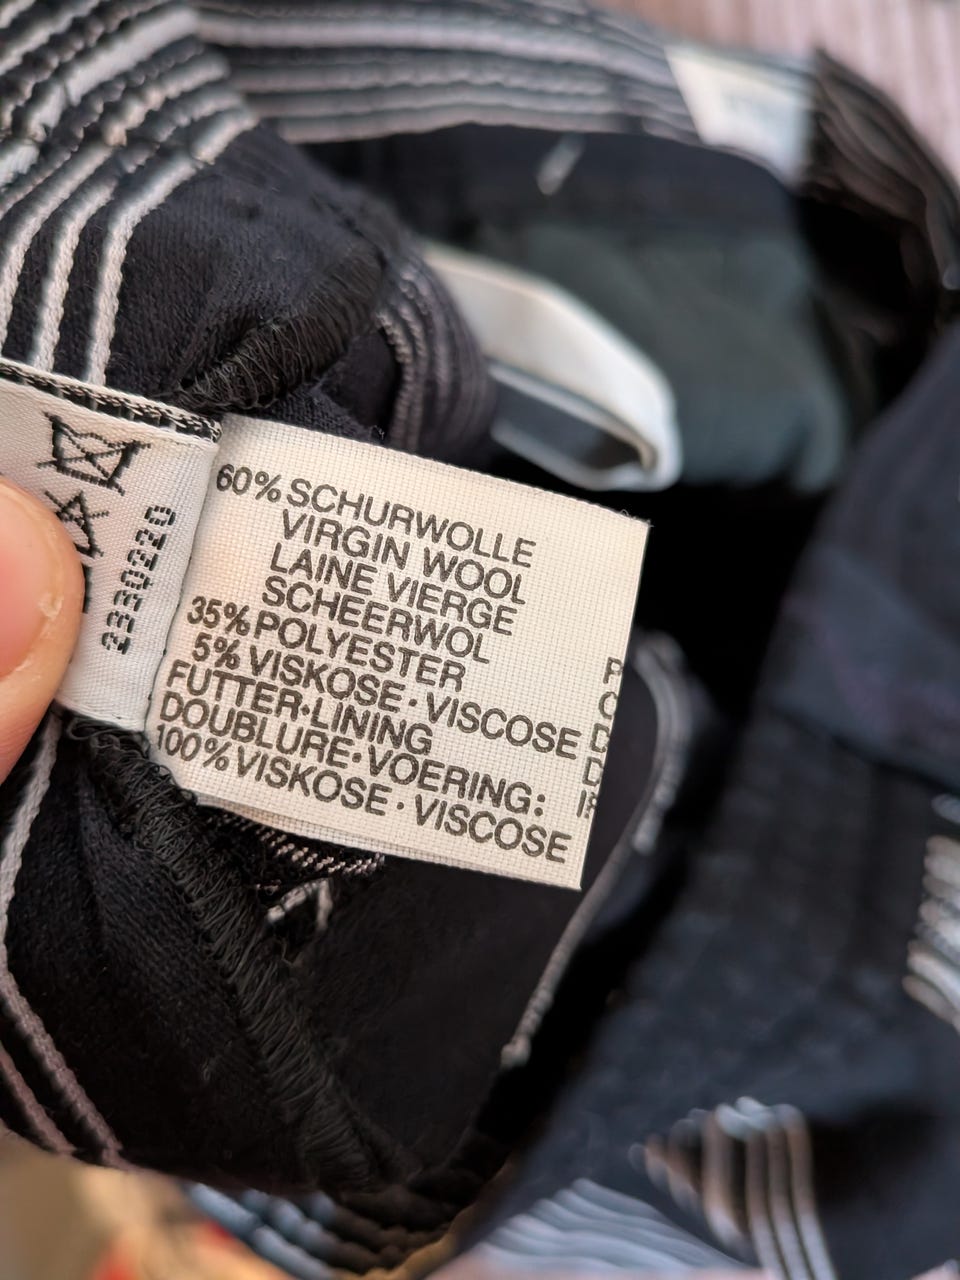 60% SCHURWOLLE
VIRGIN WOOL
LAINE VIERGE
SCHEERWOL
35% POLYESTER
5% VISKOSE · VISCOSE
FUTTER · LINING
DOUBLURE · VOERING:
100% VISKOSE · VISCOSE
2330220